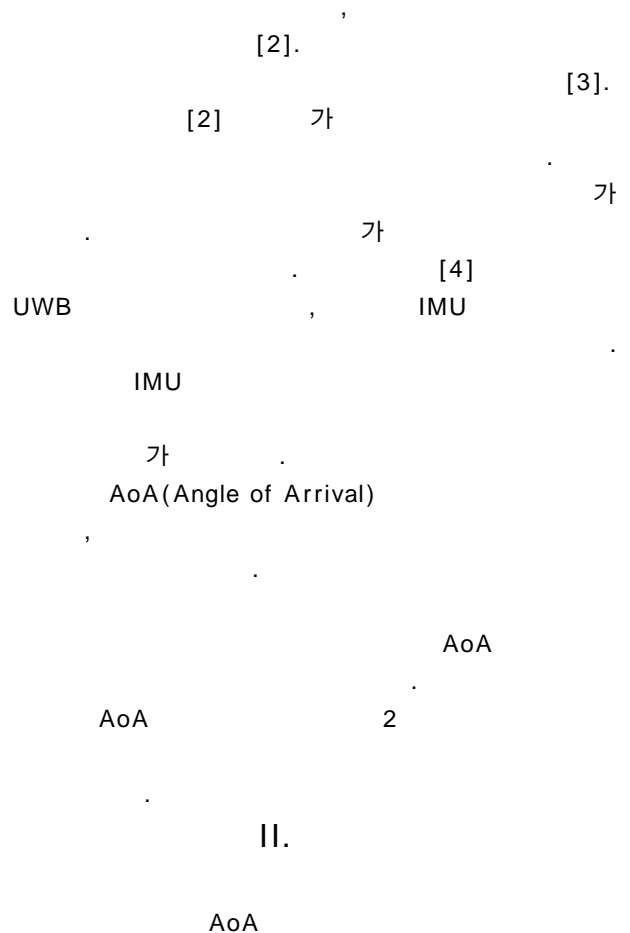 ,
[2].
[3].
[2] 가
.
가
. 가
. [4]
UWB , IMU
.
IMU
가 .
AoA(Angle of Arrival)
,
.
AoA
.
AoA 2
.
II.
AoA